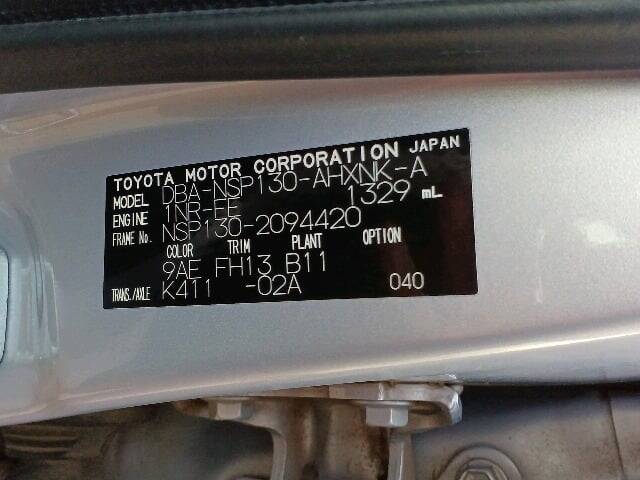 TOYOTA MOTOR CORPORATION JAPAN
MODEL DBA-NSP130-AHXNK-A
ENGINE 1NR-FE 1329 mL
FRAME No. NSP130-2094420
COLOR TRIM PLANT OPTION
9AE FH13 B11
TRANS./AXLE K411 -02A 040